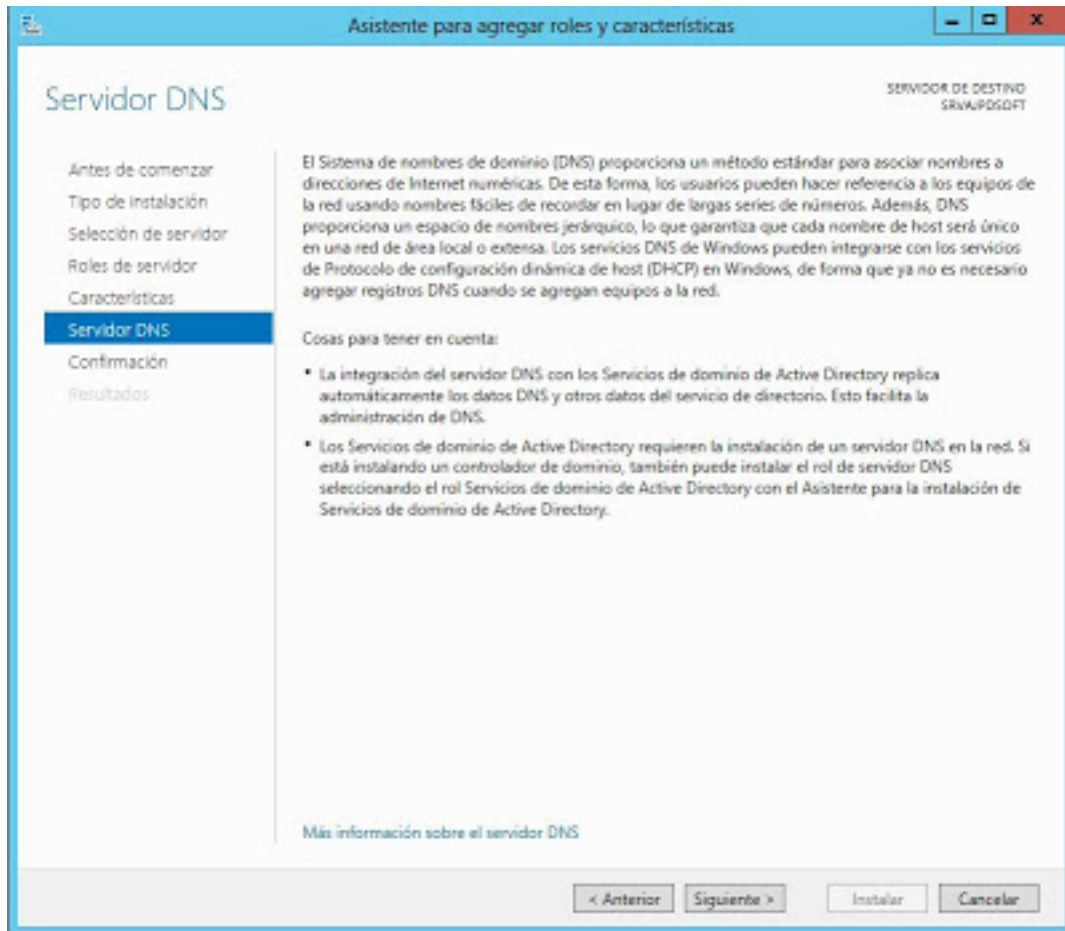 Asistente para agregar roles y características
Servidor DNS
SERVIDOR DE DESTINO
SRVAJPDSOFT
Antes de comenzar
Tipo de instalación
Selección de servidor
Roles de servidor
Características
Servidor DNS
Confirmación
Resultados
El Sistema de nombres de dominio (DNS) proporciona un método estándar para asociar nombres a
direcciones de Internet numéricas. De esta forma, los usuarios pueden hacer referencia a los equipos de
la red usando nombres fáciles de recordar en lugar de largas series de números. Además, DNS
proporciona un espacio de nombres jerárquico, lo que garantiza que cada nombre de host será único
en una red de área local o extensa. Los servicios DNS de Windows pueden integrarse con los servicios
de Protocolo de configuración dinámica de host (DHCP) en Windows, de forma que ya no es necesario
agregar registros DNS cuando se agregan equipos a la red.
Cosas para tener en cuenta:
• La integración del servidor DNS con los Servicios de dominio de Active Directory replica
automáticamente los datos DNS y otros datos del servicio de directorio. Esto facilita la
administración de DNS.
• Los Servicios de dominio de Active Directory requieren la instalación de un servidor DNS en la red. Si
está instalando un controlador de dominio, también puede instalar el rol de servidor DNS
seleccionando el rol Servicios de dominio de Active Directory con el Asistente para la instalación de
Servicios de dominio de Active Directory.
Más información sobre el servidor DNS
< Anterior Siguiente > Instalar Cancelar